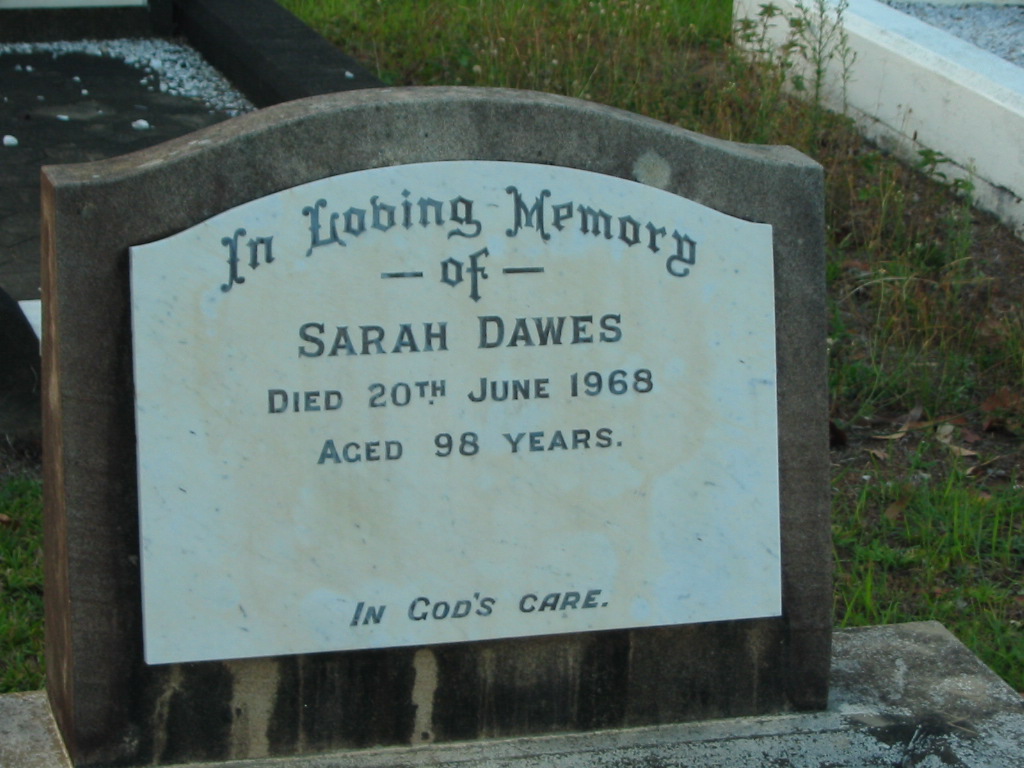 In Loving Memory
— of —
SARAH DAWES
DIED 20TH JUNE 1968
AGED 98 YEARS.
IN GOD'S CARE.